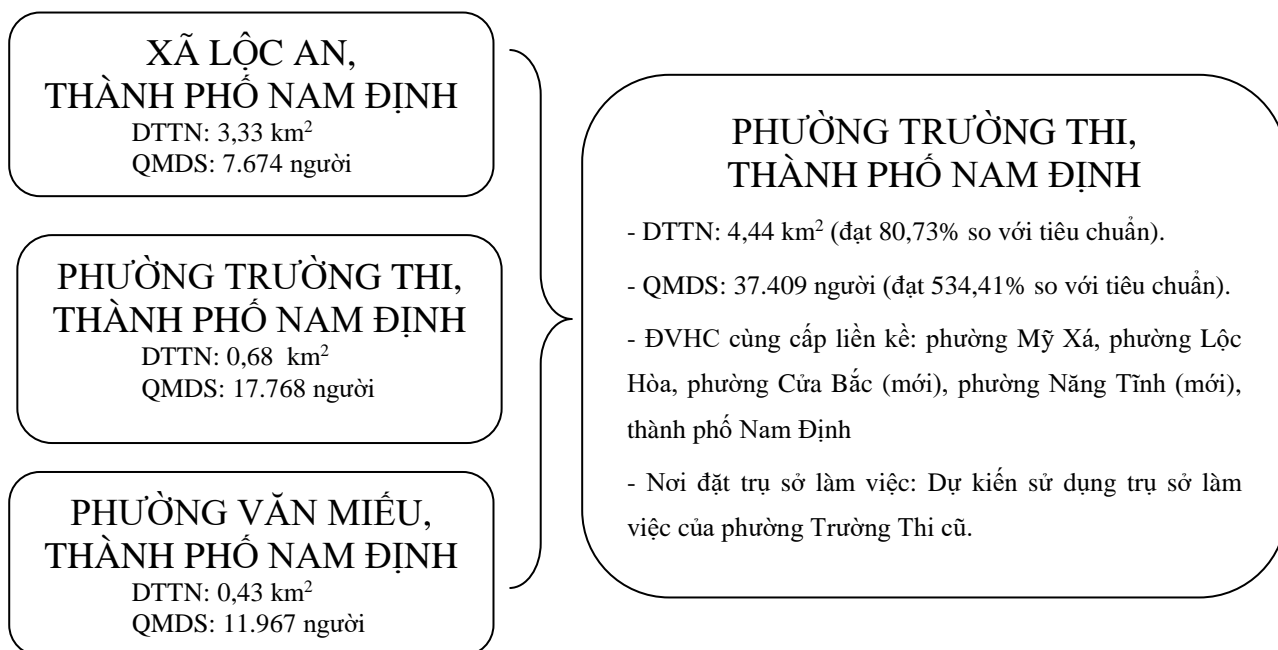 XÃ LỘC AN,
THÀNH PHỐ NAM ĐỊNH
DTTN: 3,33 km²
QMDS: 7.674 người
PHƯỜNG TRƯỜNG THI,
THÀNH PHỐ NAM ĐỊNH
DTTN: 0,68 km²
QMDS: 17.768 người
PHƯỜNG VĂN MIẾU,
THÀNH PHỐ NAM ĐỊNH
DTTN: 0,43 km²
QMDS: 11.967 người
PHƯỜNG TRƯỜNG THI,
THÀNH PHỐ NAM ĐỊNH
- DTTN: 4,44 km² (đạt 80,73% so với tiêu chuẩn).
- QMDS: 37.409 người (đạt 534,41% so với tiêu chuẩn).
- ĐVHC cùng cấp liền kề: phường Mỹ Xá, phường Lộc
Hòa, phường Cửa Bắc (mới), phường Năng Tĩnh (mới),
thành phố Nam Định
- Nơi đặt trụ sở làm việc: Dự kiến sử dụng trụ sở làm
việc của phường Trường Thi cũ.